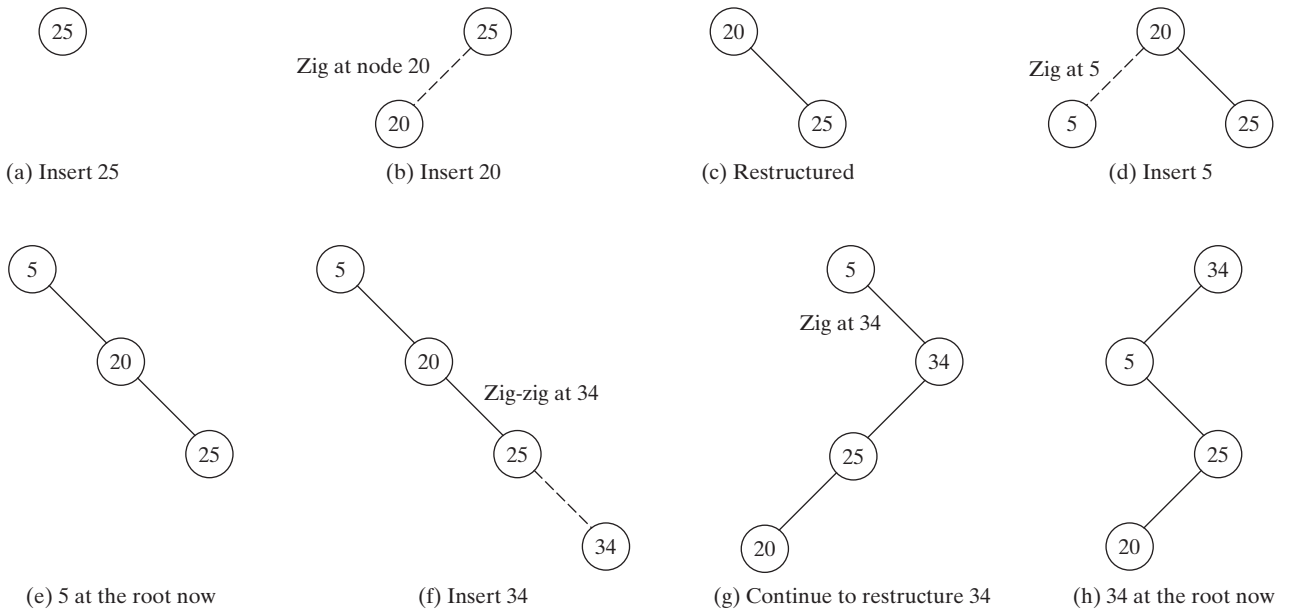 25
25
Zig at node 20
20
20
25
20
Zig at 5
5
25
(a) Insert 25
(b) Insert 20
(c) Restructured
(d) Insert 5
5
20
25
(e) 5 at the root now
5
20
Zig-zig at 34
25
34
(f) Insert 34
5
Zig at 34
34
25
20
(g) Continue to restructure 34
34
5
25
20
(h) 34 at the root now